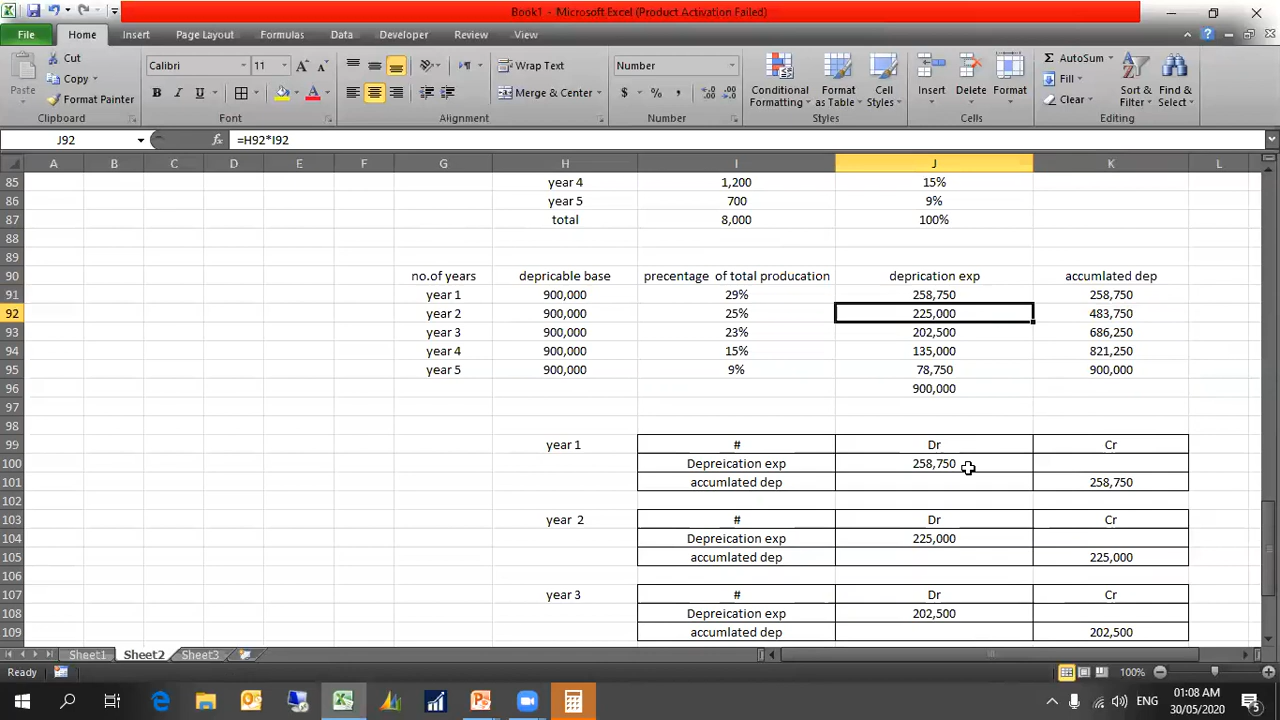 Book1 - Microsoft Excel (Product Activation Failed)
File Home Insert Page Layout Formulas Data Developer Review View
Paste Cut Copy Format Painter Clipboard
Calibri 11 B I U Font
Wrap Text Merge & Center Alignment
Number $ % , Number
Conditional Formatting Format as Table Cell Styles Styles
Insert Delete Format Cells
AutoSum Fill Clear Sort & Filter Find & Select Editing
J92 fx =H92*I92
A B C D E F G H I J K L
85 year 4 1,200 15%
86 year 5 700 9%
87 total 8,000 100%
88
89
90 no.of years depricable base precentage of total producation deprication exp accumlated dep
91 year 1 900,000 29% 258,750 258,750
92 year 2 900,000 25% 225,000 483,750
93 year 3 900,000 23% 202,500 686,250
94 year 4 900,000 15% 135,000 821,250
95 year 5 900,000 9% 78,750 900,000
96 900,000
97
98
99 year 1 # Dr Cr
100 Depreication exp 258,750
101 accumlated dep 258,750
102
103 year 2 # Dr Cr
104 Depreication exp 225,000
105 accumlated dep 225,000
106
107 year 3 # Dr Cr
108 Depreication exp 202,500
109 accumlated dep 202,500
Sheet1 Sheet2 Sheet3
Ready 100%
ENG 01:08 AM
30/05/2020 5